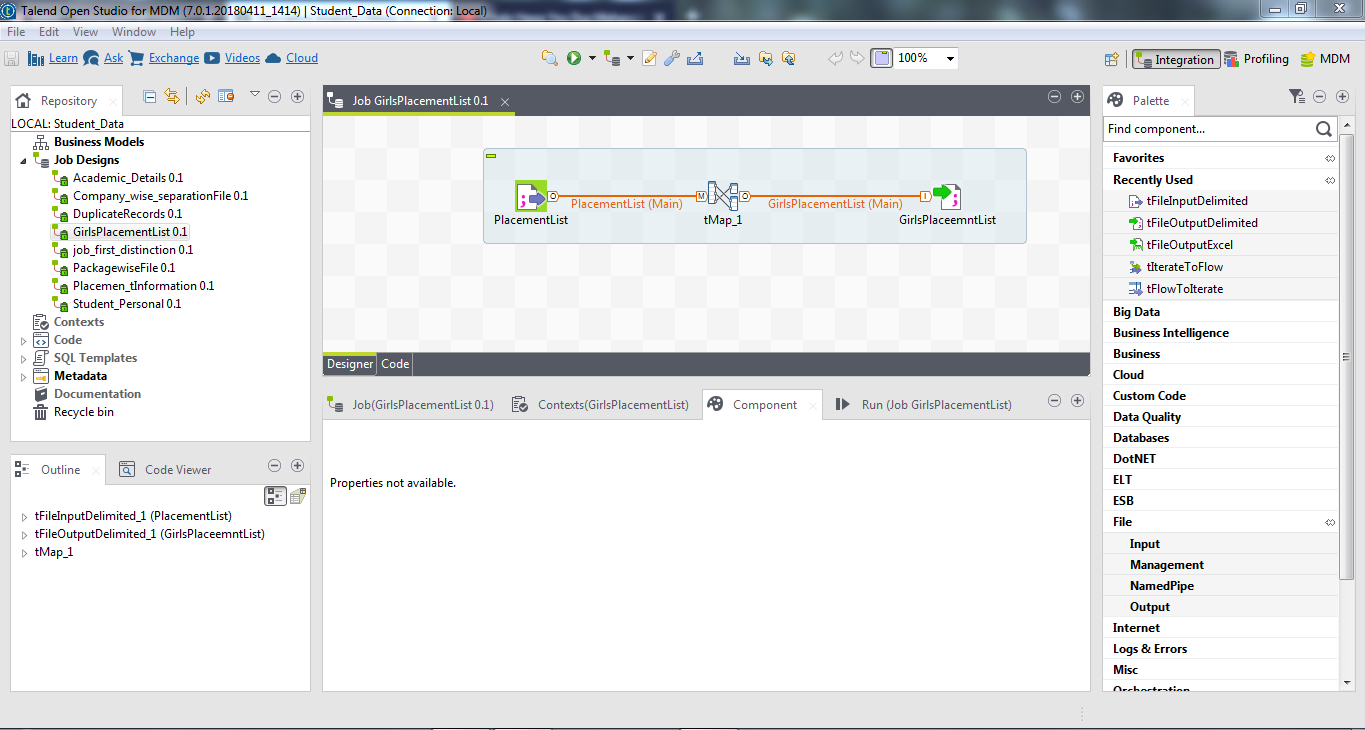 Talend Open Studio for MDM (7.0.1.20180411_1414) | Student_Data (Connection: Local)
File Edit View Window Help
Learn Ask Exchange Videos Cloud 100% Integration Profiling MDM
Repository
LOCAL: Student_Data
Business Models
Job Designs
Academic_Details 0.1
Company_wise_separationFile 0.1
DuplicateRecords 0.1
GirlsPlacementList 0.1
job_first_distinction 0.1
PackagewiseFile 0.1
Placemen_tInformation 0.1
Student_Personal 0.1
Contexts
Code
SQL Templates
Metadata
Documentation
Recycle bin
Outline Code Viewer
tFileInputDelimited_1 (PlacementList)
tFileOutputDelimited_1 (GirlsPlaceemntList)
tMap_1
Job GirlsPlacementList 0.1
O PlacementList (Main) M O GirlsPlacementList (Main) I
PlacementList tMap_1 GirlsPlaceemntList
Designer Code
Job(GirlsPlacementList 0.1) Contexts(GirlsPlacementList) Component Run (Job GirlsPlacementList)
Properties not available.
Palette
Find component...
Favorites
Recently Used
tFileInputDelimited
tFileOutputDelimited
tFileOutputExcel
tIterateToFlow
tFlowToIterate
Big Data
Business Intelligence
Business
Cloud
Custom Code
Data Quality
Databases
DotNET
ELT
ESB
File
Input
Management
NamedPipe
Output
Internet
Logs & Errors
Misc
Orchestration